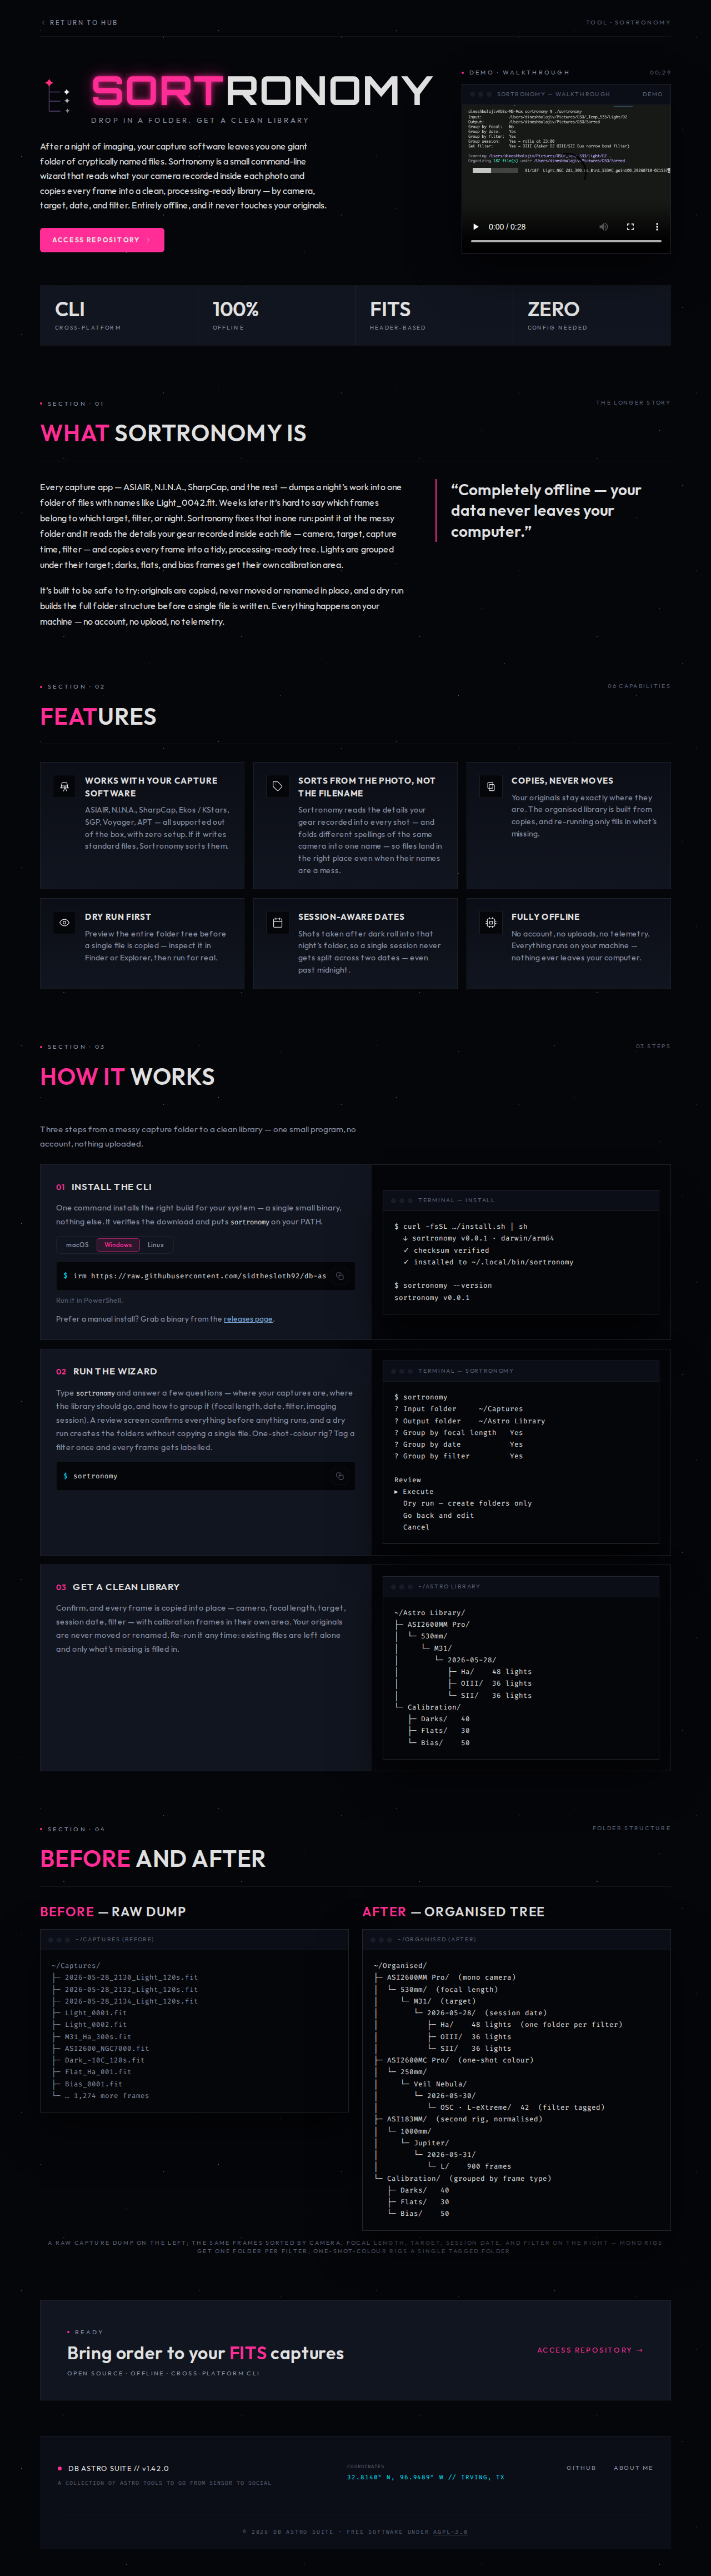 ‹ RETURN TO HUB
TOOL · SORTRONOMY
SORTRONOMY
DROP IN A FOLDER, GET A CLEAN LIBRARY
After a night of imaging, your capture software leaves you one giant
folder of cryptically named files. Sortronomy is a small command-line
wizard that reads what your camera recorded inside each photo and
copies every frame into a clean, processing-ready library — by camera,
target, date, and filter. Entirely offline, and it never touches your originals.
ACCESS REPOSITORY ›
DEMO · WALKTHROUGH
00:29
SORTRONOMY — WALKTHROUGH
DEMO
Group by focal: No
Group by date: Yes
Group by filter: Yes
0:00 / 0:28
CLI
CROSS-PLATFORM
100%
OFFLINE
FITS
HEADER-BASED
ZERO
CONFIG NEEDED
SECTION · 01
THE LONGER STORY
WHAT SORTRONOMY IS
Every capture app — ASIAIR, N.I.N.A., SharpCap, and the rest — dumps a night's work into one
folder of files with names like Light_0042.fit. Weeks later it's hard to say which frames
belong to which target, filter, or night. Sortronomy fixes that in one run: point it at the messy
folder and it reads the details your gear recorded inside each file — camera, target, capture
time, filter — and copies every frame into a tidy, processing-ready tree. Lights are grouped
under their target; darks, flats, and bias frames get their own calibration area.
It's built to be safe to try: originals are copied, never moved or renamed in place, and a dry run
builds the full folder structure before a single file is written. Everything happens on your
machine — no account, no upload, no telemetry.
“Completely offline — your
data never leaves your
computer.”
SECTION · 02
06 CAPABILITIES
FEATURES
WORKS WITH YOUR CAPTURE
SOFTWARE
ASIAIR, N.I.N.A., SharpCap, Ekos / KStars,
SGP, Voyager, APT — all supported out
of the box, with zero setup. If it writes
standard files, Sortronomy sorts them.
SORTS FROM THE PHOTO, NOT
THE FILENAME
Sortronomy reads the details your
gear recorded into every shot — and
folds different spellings of the same
camera into one name — so files land in
the right place even when their names
are a mess.
COPIES, NEVER MOVES
Your originals stay exactly where they
are. The organised library is built from
copies, and re-running only fills in what's
missing.
DRY RUN FIRST
Preview the entire folder tree before
a single file is copied — inspect it in
Finder or Explorer, then run for real.
SESSION-AWARE DATES
Shots taken after dark roll into that
night's folder, so a single session never
gets split across two dates — even
past midnight.
FULLY OFFLINE
No account, no uploads, no telemetry.
Everything runs on your machine —
nothing ever leaves your computer.
SECTION · 03
03 STEPS
HOW IT WORKS
Three steps from a messy capture folder to a clean library — one small program, no
account, nothing uploaded.
01 INSTALL THE CLI
One command installs the right build for your system — a single small binary,
nothing else. It verifies the download and puts sortronomy on your PATH.
macOS Windows Linux
$ irm https://raw.githubusercontent.com/sidthesloth92/db-as
Run it in PowerShell.
Prefer a manual install? Grab a binary from the releases page.
TERMINAL — INSTALL
$ curl -fsSL …/install.sh | sh
↓ sortronomy v0.0.1 · darwin/arm64
✓ checksum verified
✓ installed to ~/.local/bin/sortronomy
$ sortronomy --version
sortronomy v0.0.1
02 RUN THE WIZARD
Type sortronomy and answer a few questions — where your captures are, where
the library should go, and how to group it (focal length, date, filter, imaging
session). A review screen confirms everything before anything runs, and a dry
run creates the folders without copying a single file. One-shot-colour rig? Tag a
filter once and every frame gets labelled.
$ sortronomy
TERMINAL — SORTRONOMY
$ sortronomy
? Input folder ~/Captures
? Output folder ~/Astro Library
? Group by focal length Yes
? Group by date Yes
? Group by filter Yes
Review
▸ Execute
Dry run — create folders only
Go back and edit
Cancel
03 GET A CLEAN LIBRARY
Confirm, and every frame is copied into place — camera, focal length, target,
session date, filter — with calibration frames in their own area. Your originals
are never moved or renamed. Re-run it any time: existing files are left alone
and only what's missing is filled in.
~/ASTRO LIBRARY
~/Astro Library/
├─ ASI2600MM Pro/
│ └─ 530mm/
│ └─ M31/
│ └─ 2026-05-28/
│ ├─ Ha/ 48 lights
│ ├─ OIII/ 36 lights
│ └─ SII/ 36 lights
└─ Calibration/
├─ Darks/ 40
├─ Flats/ 30
└─ Bias/ 50
SECTION · 04
FOLDER STRUCTURE
BEFORE AND AFTER
BEFORE — RAW DUMP
~/CAPTURES (BEFORE)
~/Captures/
├─ 2026-05-28_2130_Light_120s.fit
├─ 2026-05-28_2132_Light_120s.fit
├─ 2026-05-28_2134_Light_120s.fit
├─ Light_0001.fit
├─ Light_0002.fit
├─ M31_Ha_300s.fit
├─ ASI2600_NGC7000.fit
├─ Dark_-10C_120s.fit
├─ Flat_Ha_001.fit
├─ Bias_0001.fit
└─ … 1,274 more frames
AFTER — ORGANISED TREE
~/ORGANISED (AFTER)
~/Organised/
├─ ASI2600MM Pro/ (mono camera)
│ └─ 530mm/ (focal length)
│ └─ M31/ (target)
│ └─ 2026-05-28/ (session date)
│ ├─ Ha/ 48 lights (one folder per filter)
│ ├─ OIII/ 36 lights
│ └─ SII/ 36 lights
├─ ASI2600MC Pro/ (one-shot colour)
│ └─ 250mm/
│ └─ Veil Nebula/
│ └─ 2026-05-30/
│ └─ OSC · L-eXtreme/ 42 (filter tagged)
├─ ASI183MM/ (second rig, normalised)
│ └─ 1000mm/
│ └─ Jupiter/
│ └─ 2026-05-31/
│ └─ L/ 900 frames
└─ Calibration/ (grouped by frame type)
├─ Darks/ 40
├─ Flats/ 30
└─ Bias/ 50
A RAW CAPTURE DUMP ON THE LEFT; THE SAME FRAMES SORTED BY CAMERA, FOCAL LENGTH, TARGET, SESSION DATE, AND FILTER ON THE RIGHT — MONO RIGS
GET ONE FOLDER PER FILTER, ONE-SHOT-COLOUR RIGS A SINGLE TAGGED FOLDER.
READY
Bring order to your FITS captures
OPEN SOURCE · OFFLINE · CROSS-PLATFORM CLI
ACCESS REPOSITORY →
DB ASTRO SUITE // v1.42.0
A COLLECTION OF ASTRO TOOLS TO GO FROM SENSOR TO SOCIAL
COORDINATES
32.8140° N, 96.9489° W // IRVING, TX
GITHUB ABOUT ME
© 2026 DB ASTRO SUITE · FREE SOFTWARE UNDER AGPL-3.0